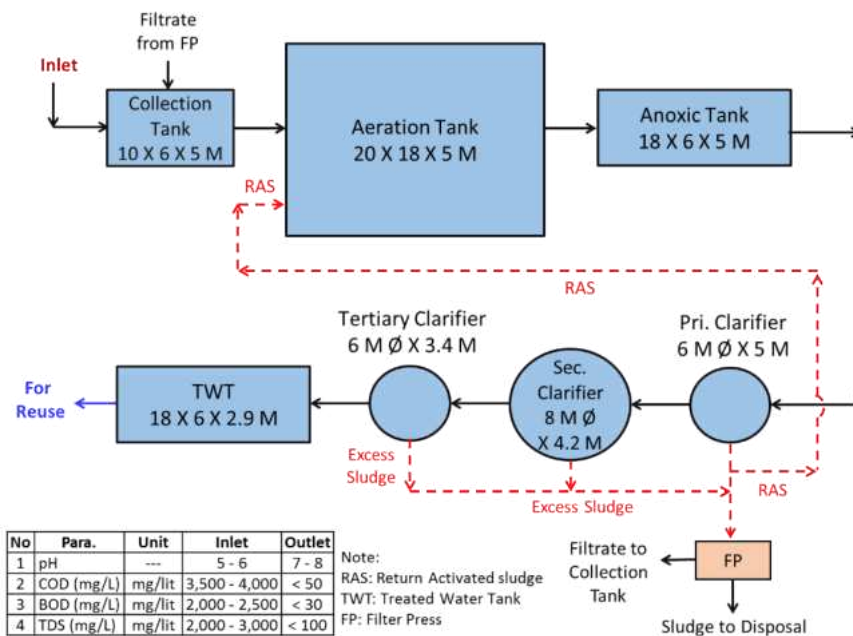 Filtrate
from FP
Inlet
Collection
Tank
10 X 6 X 5 M
Aeration Tank
20 X 18 X 5 M
Anoxic Tank
18 X 6 X 5 M
RAS
RAS
Tertiary Clarifier
6 M Ø X 3.4 M
Pri. Clarifier
6 M Ø X 5 M
For
Reuse
TWT
18 X 6 X 2.9 M
Sec.
Clarifier
8 M Ø
X 4.2 M
Excess
Sludge
Excess Sludge
RAS
No Para. Unit Inlet Outlet
1 pH --- 5 - 6 7 - 8
2 COD (mg/L) mg/lit 3,500 - 4,000 < 50
3 BOD (mg/L) mg/lit 2,000 - 2,500 < 30
4 TDS (mg/L) mg/lit 2,000 - 3,000 < 100
Note:
RAS: Return Activated sludge
TWT: Treated Water Tank
FP: Filter Press
Filtrate to
Collection
Tank
FP
Sludge to Disposal